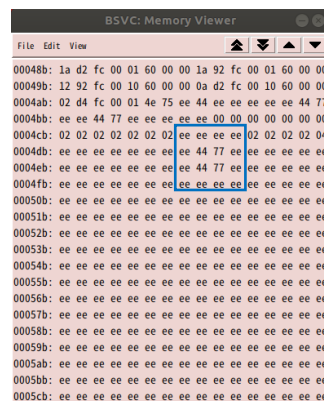 BSVC: Memory Viewer
File Edit View
00048b: 1a d2 fc 00 01 60 00 00 1a 92 fc 00 01 60 00 00
00049b: 12 92 fc 00 10 60 00 00 0a d2 fc 00 10 60 00 00
0004ab: 02 d4 fc 00 01 4e 75 ee 44 ee ee ee ee ee 44 77
0004bb: ee ee 44 77 ee ee ee ee ee 00 00 00 00 00 00 00
0004cb: 02 02 02 02 02 02 02 ee ee ee ee 02 02 02 02 04
0004db: ee ee ee ee ee ee ee ee 44 77 ee ee ee ee ee ee
0004eb: ee ee ee ee ee ee ee ee 44 77 ee ee ee ee ee ee
0004fb: ee ee ee ee ee ee ee ee ee ee ee ee ee ee ee ee
00050b: ee ee ee ee ee ee ee ee ee ee ee ee ee ee ee ee
00051b: ee ee ee ee ee ee ee ee ee ee ee ee ee ee ee ee
00052b: ee ee ee ee ee ee ee ee ee ee ee ee ee ee ee ee
00053b: ee ee ee ee ee ee ee ee ee ee ee ee ee ee ee ee
00054b: ee ee ee ee ee ee ee ee ee ee ee ee ee ee ee ee
00055b: ee ee ee ee ee ee ee ee ee ee ee ee ee ee ee ee
00056b: ee ee ee ee ee ee ee ee ee ee ee ee ee ee ee ee
00057b: ee ee ee ee ee ee ee ee ee ee ee ee ee ee ee ee
00058b: ee ee ee ee ee ee ee ee ee ee ee ee ee ee ee ee
00059b: ee ee ee ee ee ee ee ee ee ee ee ee ee ee ee ee
0005ab: ee ee ee ee ee ee ee ee ee ee ee ee ee ee ee ee
0005bb: ee ee ee ee ee ee ee ee ee ee ee ee ee ee ee ee
0005cb: ee ee ee ee ee ee ee ee ee ee ee ee ee ee ee ee